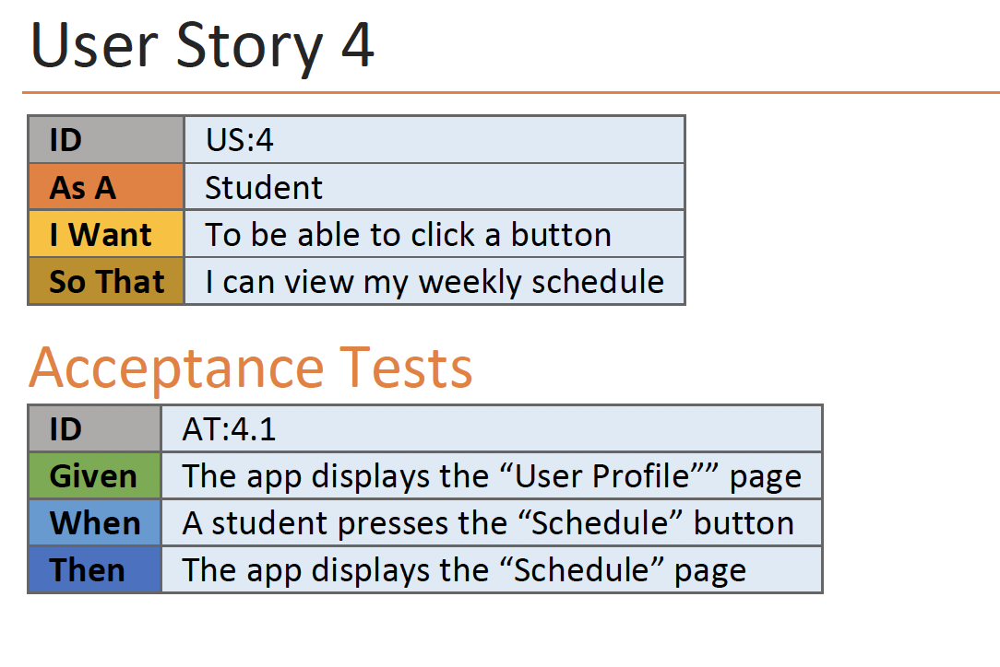 User Story 4
ID US:4
As A Student
I Want To be able to click a button
So That I can view my weekly schedule
Acceptance Tests
ID AT:4.1
Given The app displays the “User Profile”” page
When A student presses the “Schedule” button
Then The app displays the “Schedule” page